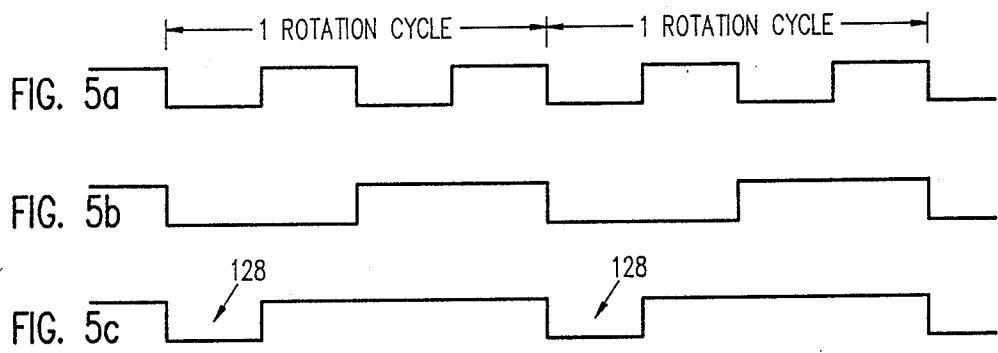 1 ROTATION CYCLE 1 ROTATION CYCLE
FIG. 5a
FIG. 5b
128 128
FIG. 5c